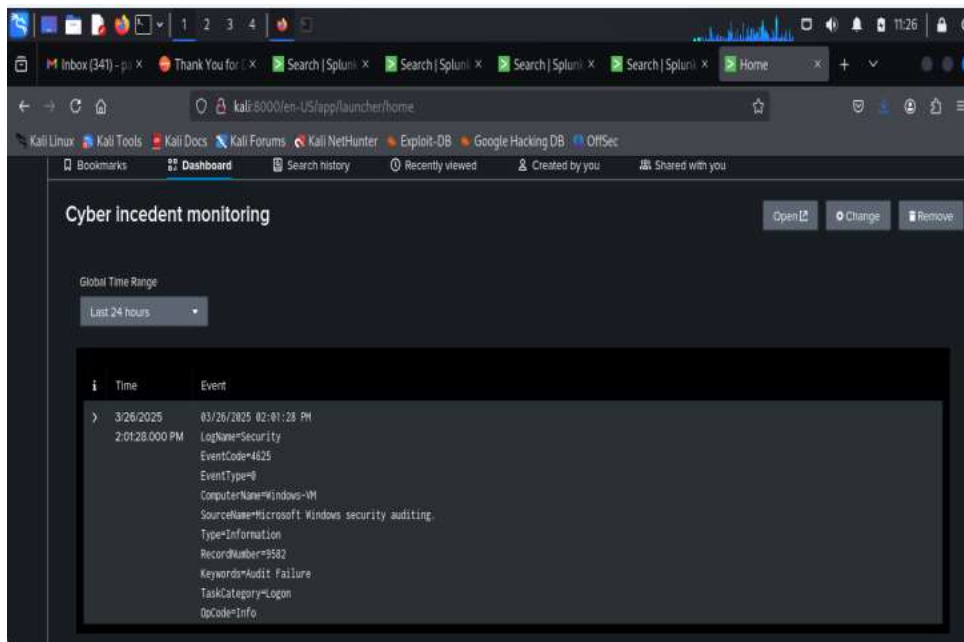 1 2 3 4 11:26
Inbox (341) - Thank You for Search | Splun Search | Splun Search | Splun Search | Splun Home
kali:8000/en-US/app/launcher/home
Kali Linux Kali Tools Kali Docs Kali Forums Kali NetHunter Exploit-DB Google Hacking DB OffSec
Bookmarks Dashboard Search history Recently viewed Created by you Shared with you
Cyber incedent monitoring
Open Change Remove
Global Time Range
Last 24 hours
i Time Event
3/26/2025 03/26/2025 02:01:28 PM
2:01:28.000 PM LogName=Security
EventCode=4625
EventType=0
ComputerName=Windows-VM
SourceName=Microsoft Windows security auditing.
Type=Information
RecordNumber=9582
Keywords=Audit Failure
TaskCategory=Logon
OpCode=Info